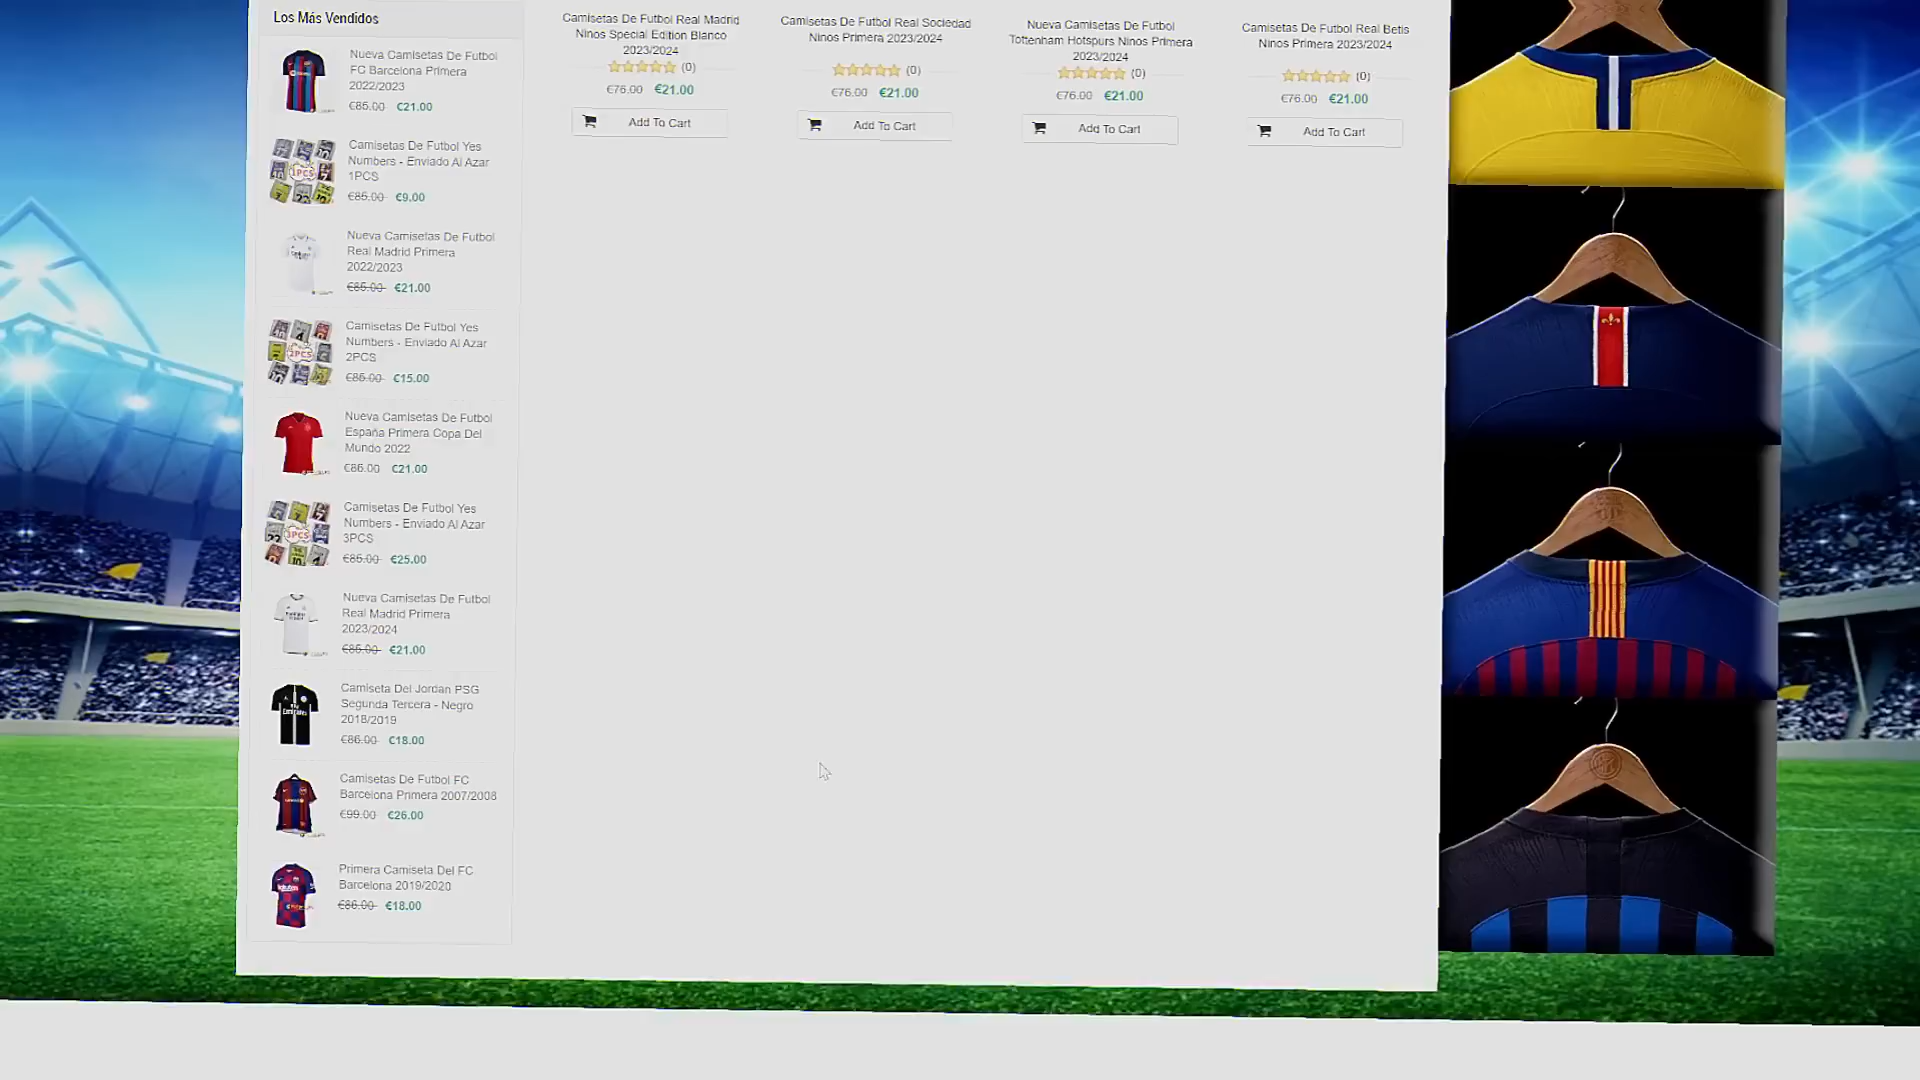 Los Más Vendidos
Nueva Camisetas De Futbol
FC Barcelona Primera
2022/2023
€85.00 €21.00
Camisetas De Futbol Yes
Numbers - Enviado Al Azar
1PCS
€85.00 €9.00
Nueva Camisetas De Futbol
Real Madrid Primera
2022/2023
€85.00 €21.00
Camisetas De Futbol Yes
Numbers - Enviado Al Azar
2PCS
€85.00 €15.00
Nueva Camisetas De Futbol
España Primera Copa Del
Mundo 2022
€86.00 €21.00
Camisetas De Futbol Yes
Numbers - Enviado Al Azar
3PCS
€85.00 €25.00
Nueva Camisetas De Futbol
Real Madrid Primera
2023/2024
€85.00 €21.00
Camiseta Del Jordan PSG
Segunda Tercera - Negro
2018/2019
€86.00 €18.00
Camisetas De Futbol FC
Barcelona Primera 2007/2008
€99.00 €26.00
Primera Camiseta Del FC
Barcelona 2019/2020
€86.00 €18.00
1PCS
2PCS
3PCS
Camisetas De Futbol Real Madrid
Ninos Special Edition Blanco
2023/2024
(0)
€76.00 €21.00
Add To Cart
Camisetas De Futbol Real Sociedad
Ninos Primera 2023/2024
(0)
€76.00 €21.00
Add To Cart
Nueva Camisetas De Futbol
Tottenham Hotspurs Ninos Primera
2023/2024
(0)
€76.00 €21.00
Add To Cart
Camisetas De Futbol Real Betis
Ninos Primera 2023/2024
(0)
€76.00 €21.00
Add To Cart